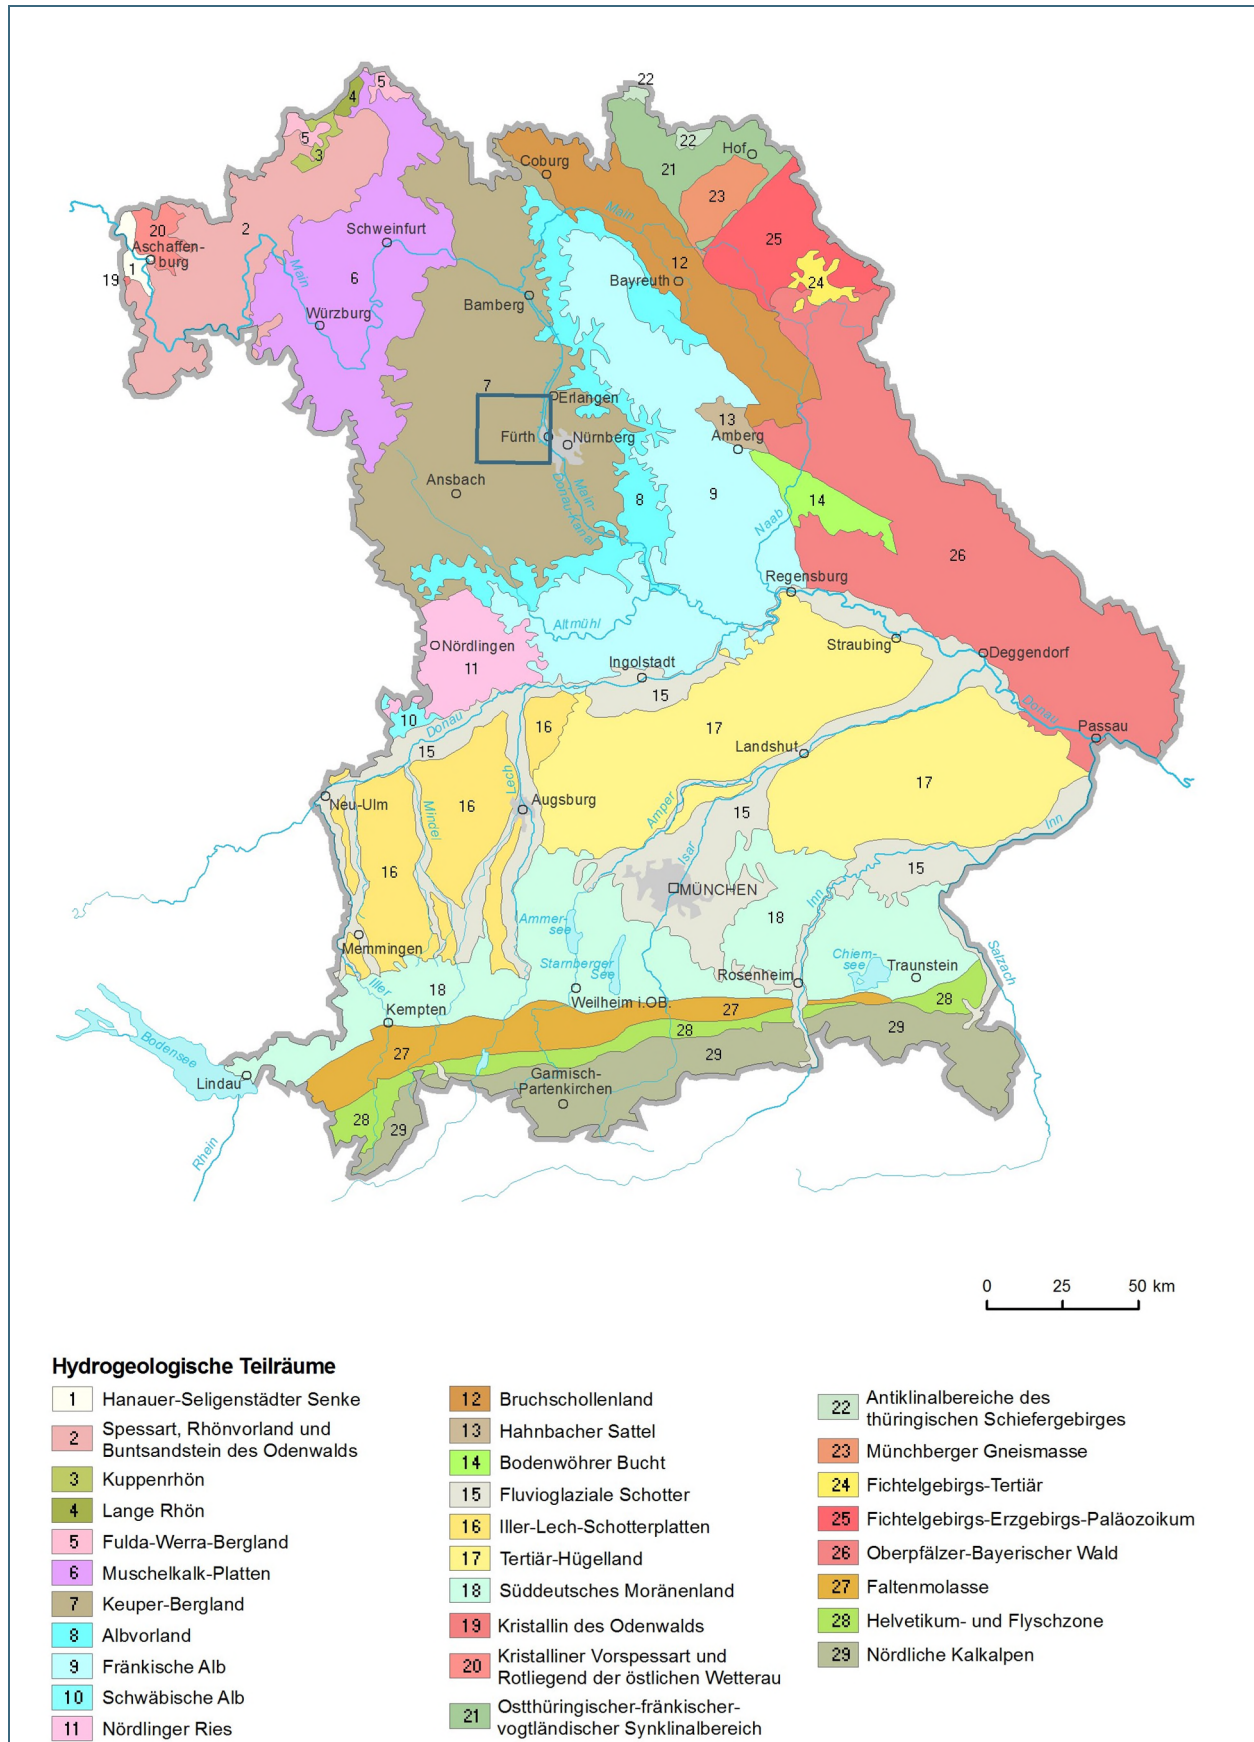 22
5
4
22
Hof
5
3
Coburg
21
23
20
2
Main
Schweinfurt
25
Aschaffen-
burg
1
19
Main
6
12
Bayreuth
24
Bamberg
Würzburg
7
Erlangen
13
Fürth
Nürnberg
Amberg
Ansbach
Main-
Donau-Kanal
8
9
14
Naab
26
Regensburg
Altmühl
Straubing
Nördlingen
11
Ingolstadt
Deggendorf
15
Donau
10
Donau
16
17
Passau
15
Landshut
Lech
17
Neu-Ulm
Mindel
16
Augsburg
Amper
15
Inn
Isar
16
15
MÜNCHEN
Inn
Ammer-
see
18
Memmingen
Salzach
Starnberger
See
Chiem-
see
Rosenheim
Traunstein
Iller
18
Kempten
Weilheim i.OB.
27
28
28
29
Bodensee
27
29
Lindau
Garmisch-
Partenkirchen
28
29
Rhein
0 25 50 km
Hydrogeologische Teilräume
1 Hanauer-Seligenstädter Senke
2 Spessart, Rhönvorland und
Buntsandstein des Odenwalds
3 Kuppenrhön
4 Lange Rhön
5 Fulda-Werra-Bergland
6 Muschelkalk-Platten
7 Keuper-Bergland
8 Albvorland
9 Fränkische Alb
10 Schwäbische Alb
11 Nördlinger Ries
12 Bruchschollenland
13 Hahnbacher Sattel
14 Bodenwöhrer Bucht
15 Fluvioglaziale Schotter
16 Iller-Lech-Schotterplatten
17 Tertiär-Hügelland
18 Süddeutsches Moränenland
19 Kristallin des Odenwalds
20 Kristalliner Vorspessart und
Rotliegend der östlichen Wetterau
21 Ostthüringischer-fränkischer-
vogtländischer Synklinalbereich
22 Antiklinalbereiche des
thüringischen Schiefergebirges
23 Münchberger Gneismasse
24 Fichtelgebirgs-Tertiär
25 Fichtelgebirgs-Erzgebirgs-Paläozoikum
26 Oberpfälzer-Bayerischer Wald
27 Faltenmolasse
28 Helvetikum- und Flyschzone
29 Nördliche Kalkalpen